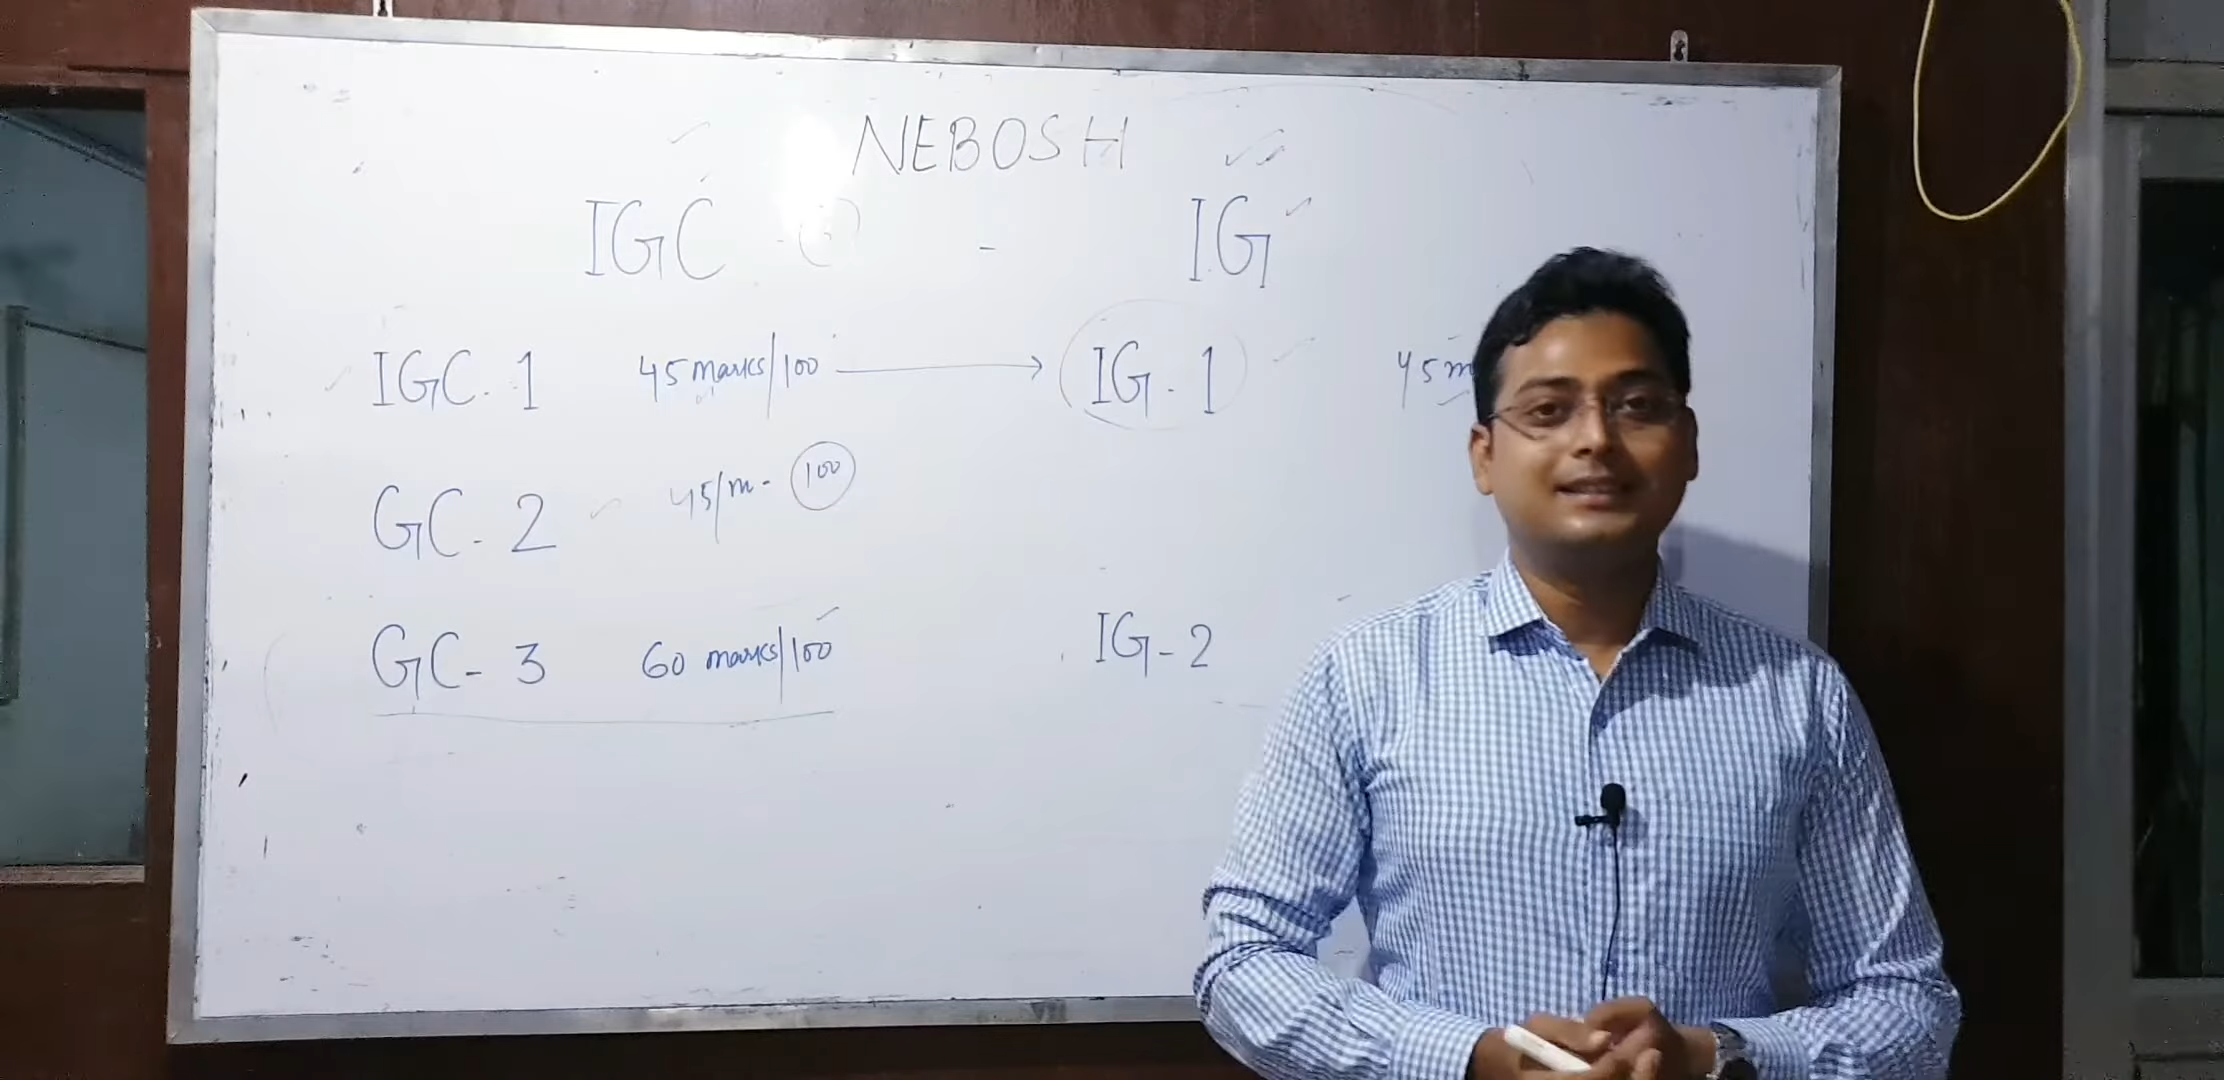 NEBOSH
IGC - IG
IGC. 1 45 marks/100 → IG. 1 45 m
GC. 2 45/m - 100
GC- 3 60 marks/100 IG- 2